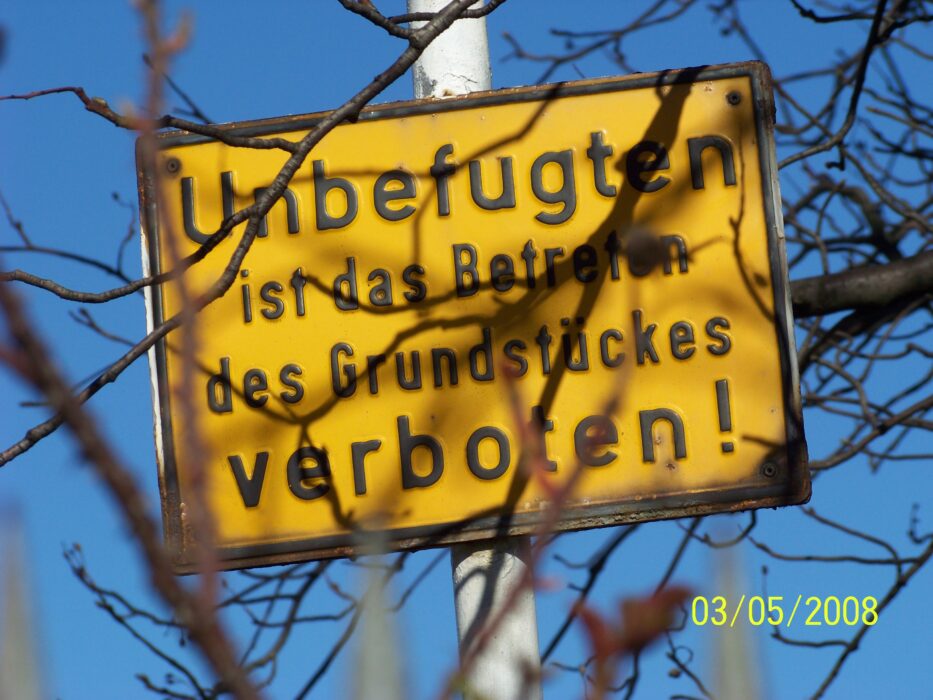 Unbefugten
ist das Betreten
des Grundstückes
verboten!
03/05/2008